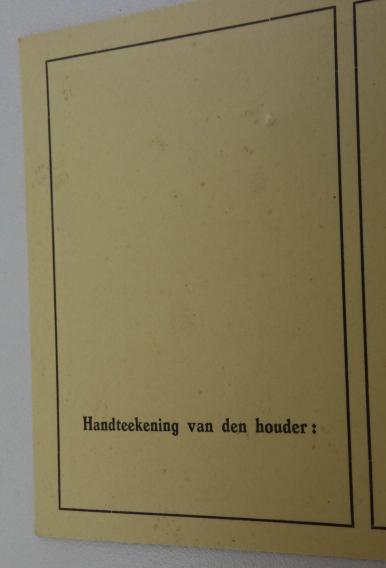 Handteekening van den houder: